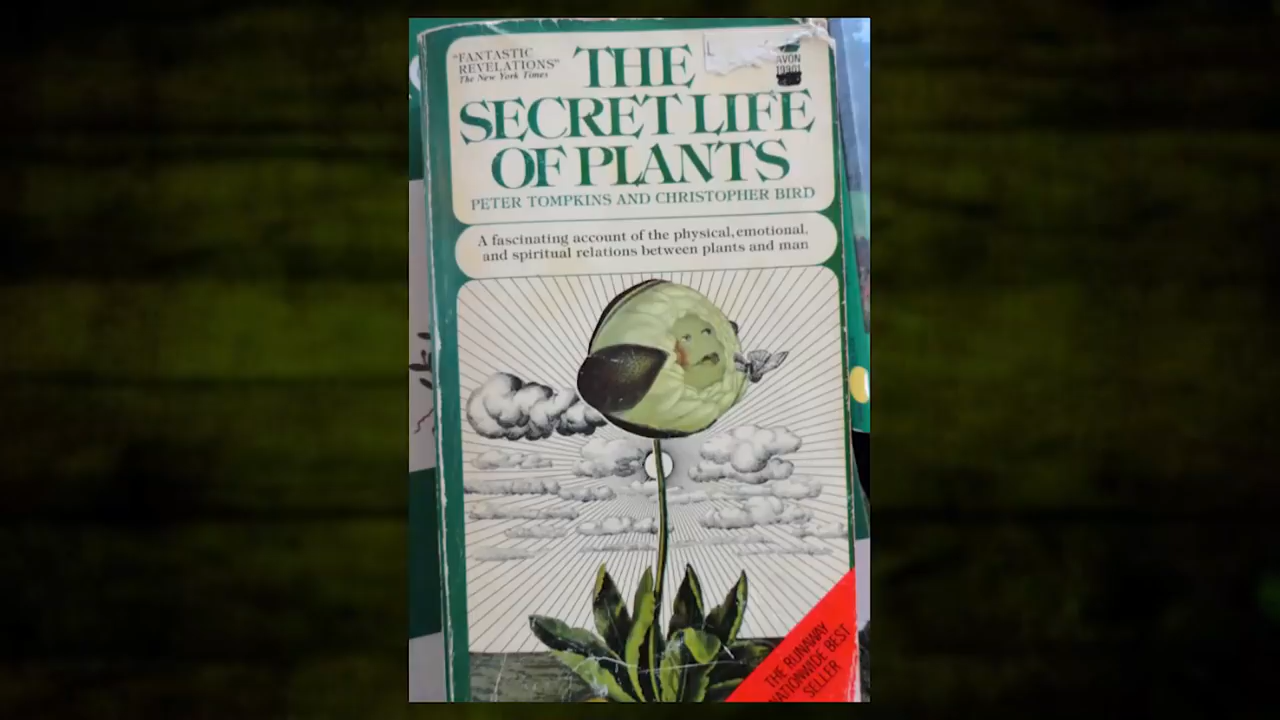 "FANTASTIC
REVELATIONS"
The New York Times
L
AVON
19901
THE
SECRET LIFE
OF PLANTS
PETER TOMPKINS AND CHRISTOPHER BIRD
A fascinating account of the physical, emotional,
and spiritual relations between plants and man
THE RUNAWAY
NATIONWIDE BEST
SELLER